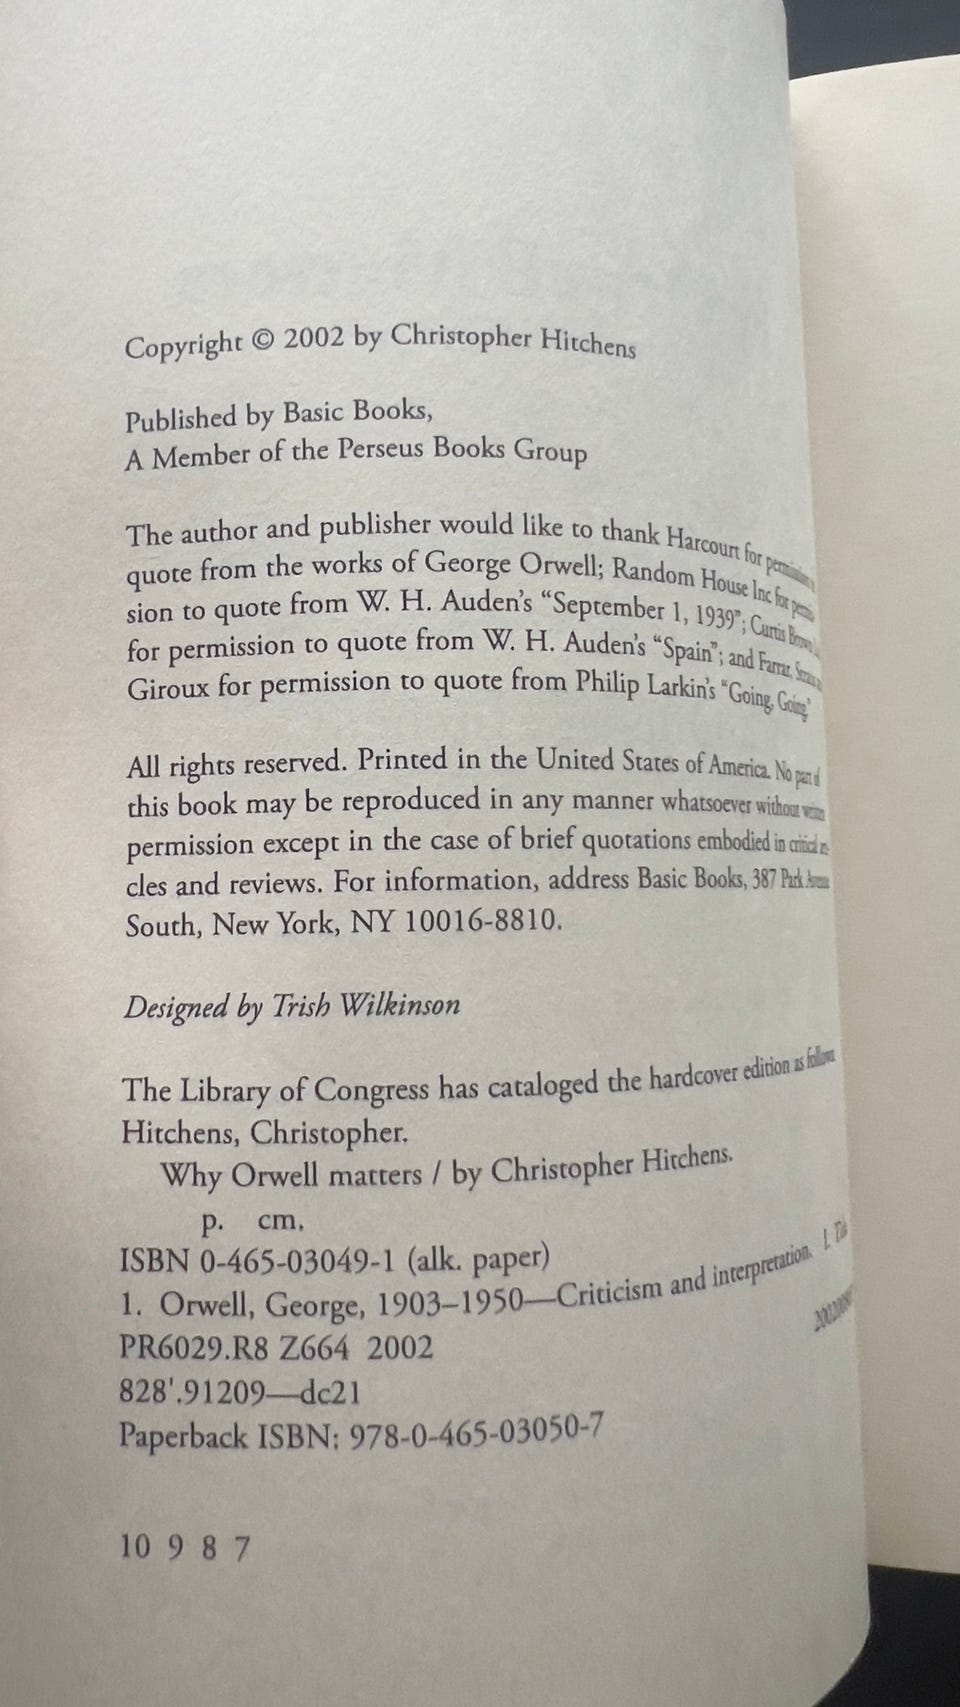 Copyright © 2002 by Christopher Hitchens
Published by Basic Books,
A Member of the Perseus Books Group
The author and publisher would like to thank Harcourt for permission
quote from the works of George Orwell; Random House Inc for permis
sion to quote from W. H. Auden's “September 1, 1939”; Curtis Brown
for permission to quote from W. H. Auden's “Spain”; and Farrar, Straus
Giroux for permission to quote from Philip Larkin's “Going, Going”
All rights reserved. Printed in the United States of America. No part of
this book may be reproduced in any manner whatsoever without written
permission except in the case of brief quotations embodied in critical
cles and reviews. For information, address Basic Books, 387 Park Avenue
South, New York, NY 10016-8810.
Designed by Trish Wilkinson
The Library of Congress has cataloged the hardcover edition as follows
Hitchens, Christopher.
Why Orwell matters / by Christopher Hitchens.
p. cm.
ISBN 0-465-03049-1 (alk. paper)
1. Orwell, George, 1903–1950—Criticism and interpretation. I. Title
PR6029.R8 Z664 2002
828'.91209—dc21
Paperback ISBN: 978-0-465-03050-7
10 9 8 7